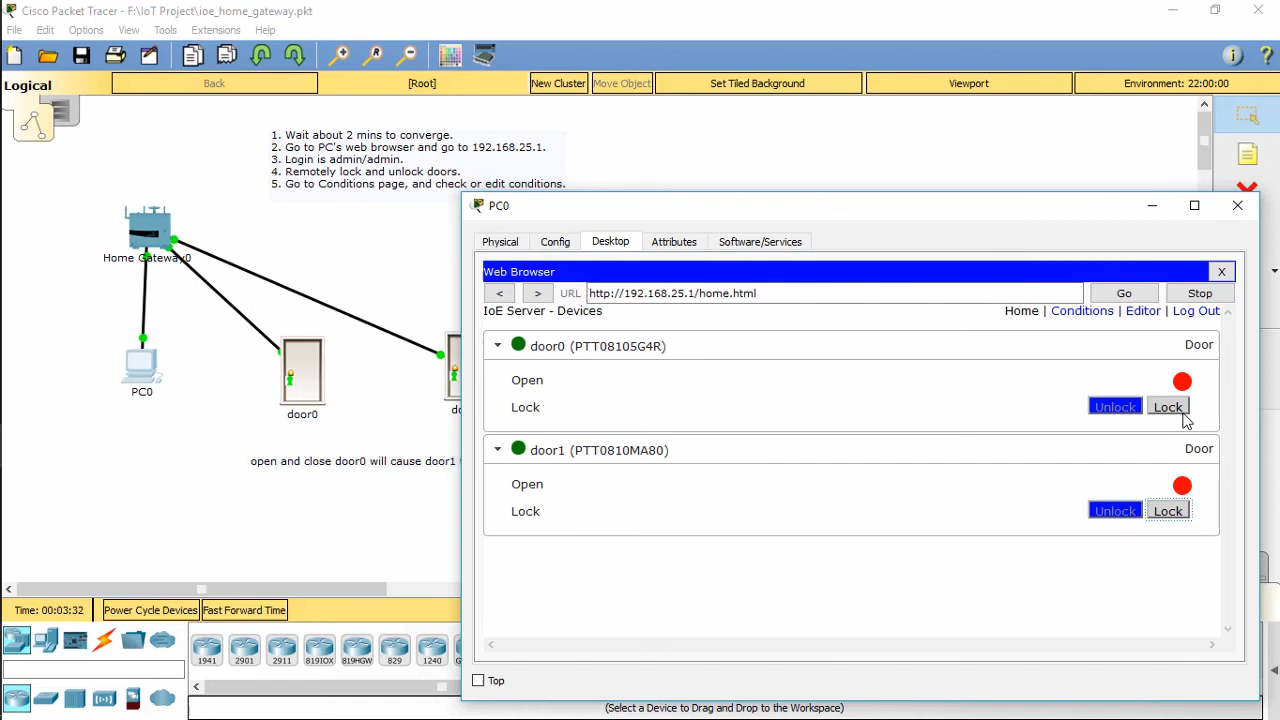 Cisco Packet Tracer - F:\IoT Project\ioe_home_gateway.pkt
File Edit Options View Tools Extensions Help
Logical Back [Root] New Cluster Move Object Set Tiled Background Viewport Environment: 22:00:00
1. Wait about 2 mins to converge.
2. Go to PC's web browser and go to 192.168.25.1.
3. Login is admin/admin.
4. Remotely lock and unlock doors.
5. Go to Conditions page, and check or edit conditions.
Home Gateway0
PC0
door0
open and close door0 will cause door1
PC0
Physical Config Desktop Attributes Software/Services
Web Browser X
< > URL http://192.168.25.1/home.html Go Stop
IoE Server - Devices Home | Conditions | Editor | Log Out
door0 (PTT08105G4R) Door
Open
Lock Unlock Lock
door1 (PTT0810MA80) Door
Open
Lock Unlock Lock
Top
Time: 00:03:32 Power Cycle Devices Fast Forward Time
1941 2901 2911 819IOX 819HGW 829 1240
(Select a Device to Drag and Drop to the Workspace)